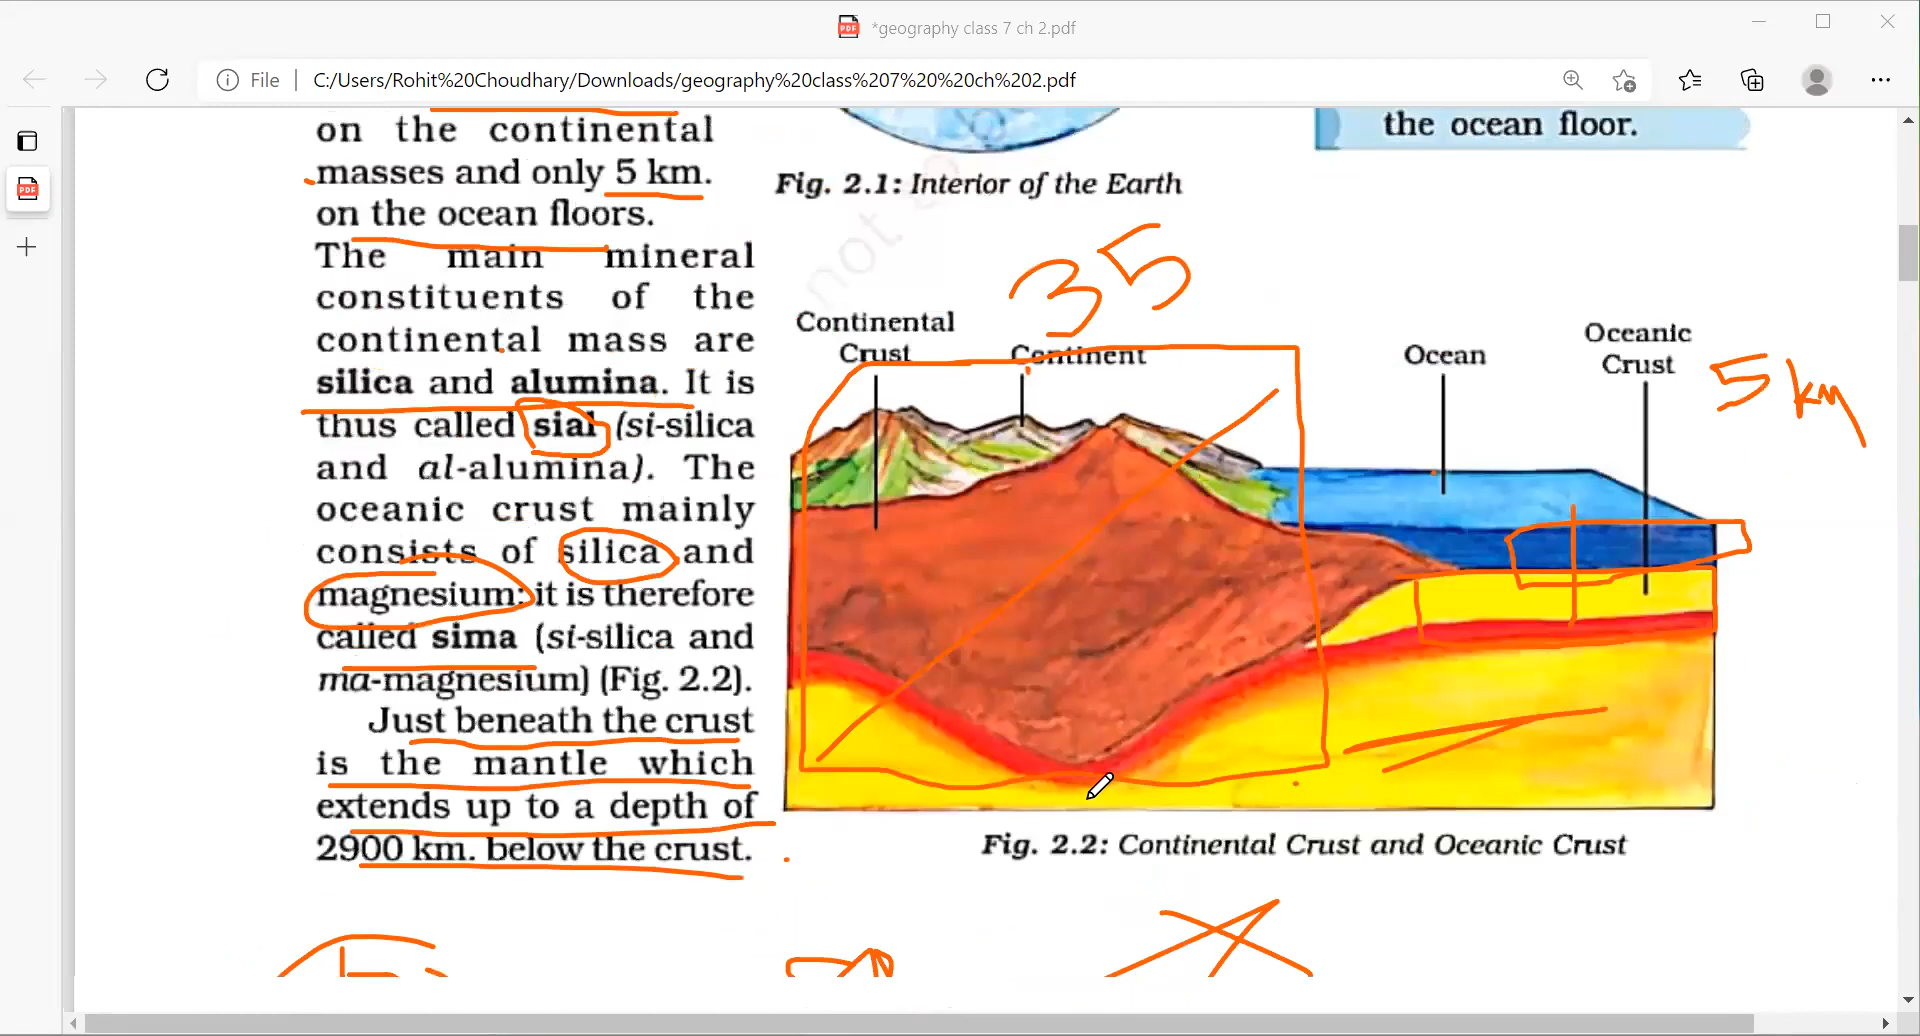 *geography class 7 ch 2.pdf
File
C:/Users/Rohit%20Choudhary/Downloads/geography%20class%207%20%20ch%202.pdf
on the continental
masses and only 5 km.
on the ocean floors.
The main mineral
constituents of the
continental mass are
silica and alumina. It is
thus called sial (si-silica
and al-alumina). The
oceanic crust mainly
consists of silica and
magnesium; it is therefore
called sima (si-silica and
ma-magnesium) (Fig. 2.2).
Just beneath the crust
is the mantle which
extends up to a depth of
2900 km. below the crust.
the ocean floor.
Fig. 2.1: Interior of the Earth
not
35
Continental
Crust
Continent
Ocean
Oceanic
Crust
5 km
Fig. 2.2: Continental Crust and Oceanic Crust